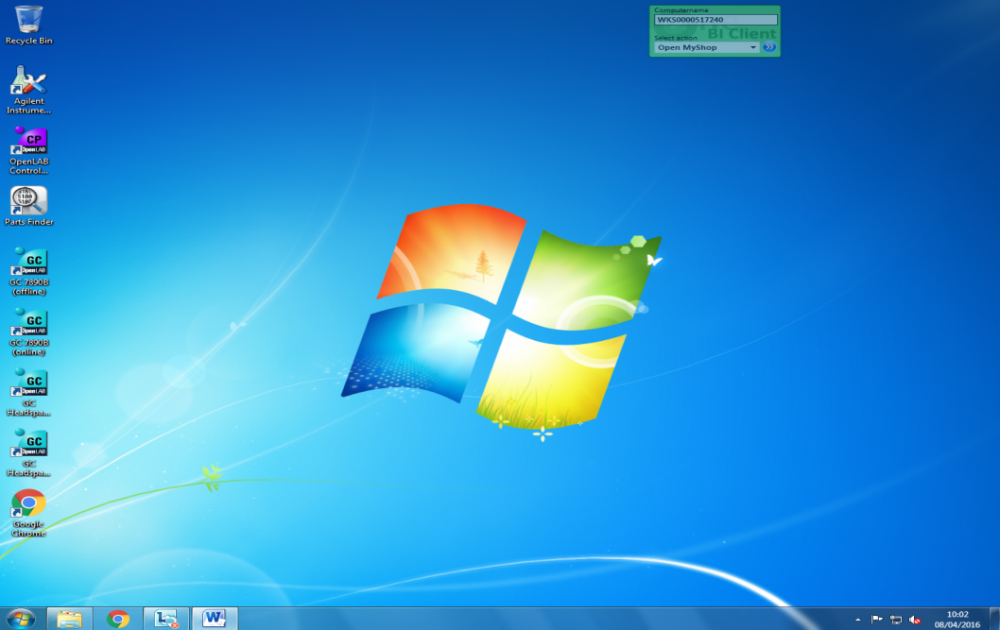 Recycle Bin
Agilent
Instrume...
CP
OpenLAB
OpenLAB
Control...
Parts Finder
GC
OpenLAB
GC 7890B
(offline)
GC
OpenLAB
GC 7890B
(online)
GC
OpenLAB
GC
Headspa...
GC
OpenLAB
GC
Headspa...
Google
Chrome
Computername
WKS0000517240
BI Client
Select action
Open MyShop
W
10:02
08/04/2016